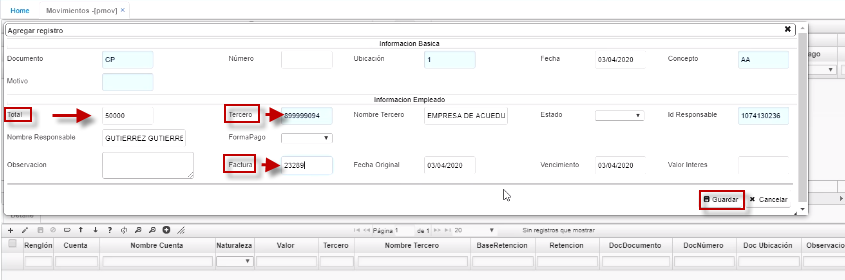 Home Movimientos -[pmov] ×
Agregar registro
Informacion Basica
Documento CP Número Ubicación 1 Fecha 03/04/2020 Concepto AA
Motivo
Informacion Empleado
Total 50000 Tercero 899999094 Nombre Tercero EMPRESA DE ACUEDU Estado Id Responsable 1074130236
Nombre Responsable GUTIERREZ GUTIERRE FormaPago
Observación Factura 23289 Fecha Original 03/04/2020 Vencimiento 03/04/2020 Valor Interes
Guardar Cancelar
Página 1 de 1 20 Sin registros que mostrar
Renglón Cuenta Nombre Cuenta Naturaleza Valor Tercero Nombre Tercero BaseRetencion Retencion DocDocumento DocNúmero Doc Ubicación Observacio